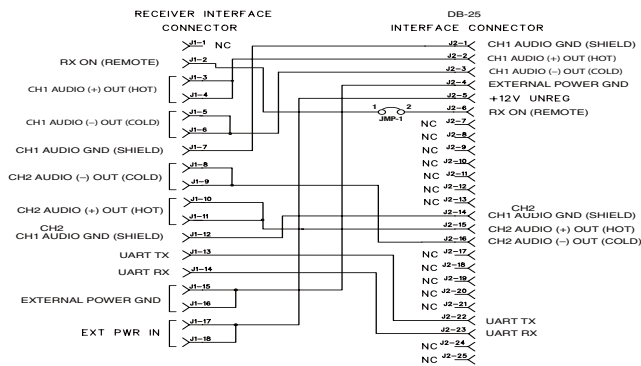 RECEIVER INTERFACE
CONNECTOR
DB-25
INTERFACE CONNECTOR
J1-1 NC
RX ON (REMOTE) J1-2
J1-3
CH1 AUDIO (+) OUT (HOT)
J1-4
J1-5
CH1 AUDIO (–) OUT (COLD)
J1-6
CH1 AUDIO GND (SHIELD) J1-7
J1-8
CH2 AUDIO (–) OUT (COLD)
J1-9
J1-10
CH2 AUDIO (+) OUT (HOT)
J1-11
CH2
CH1 AUDIO GND (SHIELD) J1-12
UART TX J1-13
UART RX J1-14
J1-15
EXTERNAL POWER GND
J1-16
J1-17
EXT PWR IN
J1-18
1 2
JMP-1
J2-1 CH1 AUDIO GND (SHIELD)
J2-2 CH1 AUDIO (+) OUT (HOT)
J2-3 CH1 AUDIO (–) OUT (COLD)
J2-4 EXTERNAL POWER GND
J2-5 +12V UNREG
J2-6 RX ON (REMOTE)
NC J2-7
NC J2-8
NC J2-9
NC J2-10
NC J2-11
NC J2-12
NC J2-13
CH2
J2-14 CH1 AUDIO GND (SHIELD)
J2-15 CH2 AUDIO (+) OUT (HOT)
J2-16 CH2 AUDIO (–) OUT (COLD)
NC J2-17
NC J2-18
NC J2-19
NC J2-20
NC J2-21
J2-22 UART TX
J2-23 UART RX
NC J2-24
NC J2-25